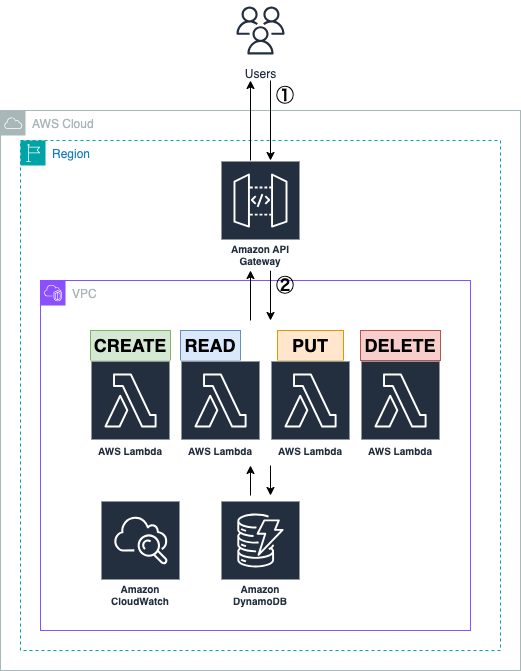 Users
①
AWS Cloud
Region
</>
Amazon API
Gateway
②
VPC
CREATE
READ
PUT
DELETE
AWS Lambda
AWS Lambda
AWS Lambda
AWS Lambda
Amazon
CloudWatch
Amazon
DynamoDB